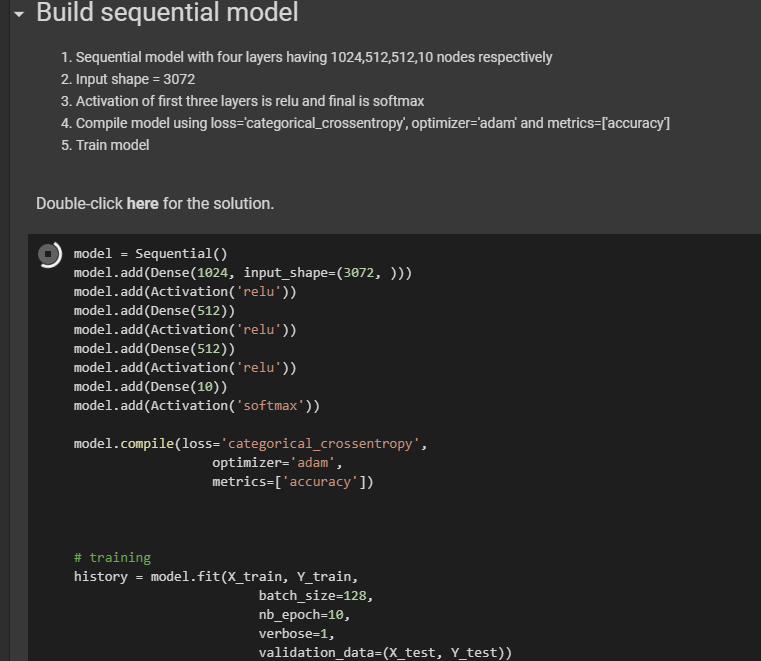 Build sequential model
1. Sequential model with four layers having 1024,512,512,10 nodes respectively
2. Input shape = 3072
3. Activation of first three layers is relu and final is softmax
4. Compile model using loss='categorical_crossentropy', optimizer='adam' and metrics=['accuracy']
5. Train model
Double-click here for the solution.
model = Sequential()
model.add(Dense(1024, input_shape=(3072, )))
model.add(Activation('relu'))
model.add(Dense(512))
model.add(Activation('relu'))
model.add(Dense(512))
model.add(Activation('relu'))
model.add(Dense(10))
model.add(Activation('softmax'))
model.compile(loss='categorical_crossentropy',
optimizer='adam',
metrics=['accuracy'])
# training
history = model.fit(X_train, Y_train,
batch_size=128,
nb_epoch=10,
verbose=1,
validation_data=(X_test, Y_test))